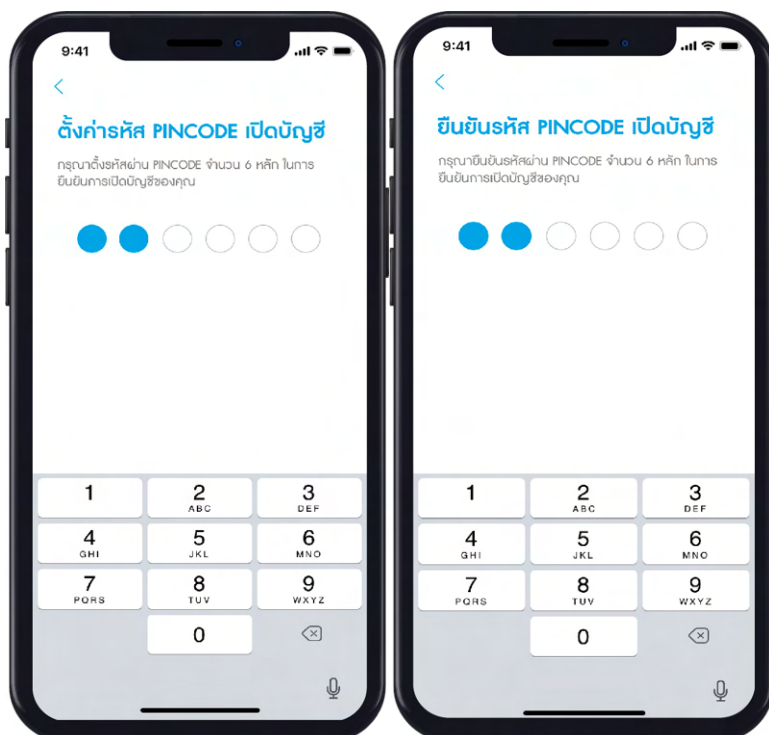 9:41
ตั้งค่ารหัส PINCODE เปิดบัญชี
กรุณาตั้งรหัสผ่าน PINCODE จำนวน 6 หลัก ในการ
ยืนยันการเปิดบัญชีของคุณ
1
2
ABC
3
DEF
4
GHI
5
JKL
6
MNO
7
PQRS
8
TUV
9
WXYZ
0
9:41
ยืนยันรหัส PINCODE เปิดบัญชี
กรุณายืนยันรหัสผ่าน PINCODE จำนวน 6 หลัก ในการ
ยืนยันการเปิดบัญชีของคุณ
1
2
ABC
3
DEF
4
GHI
5
JKL
6
MNO
7
PQRS
8
TUV
9
WXYZ
0